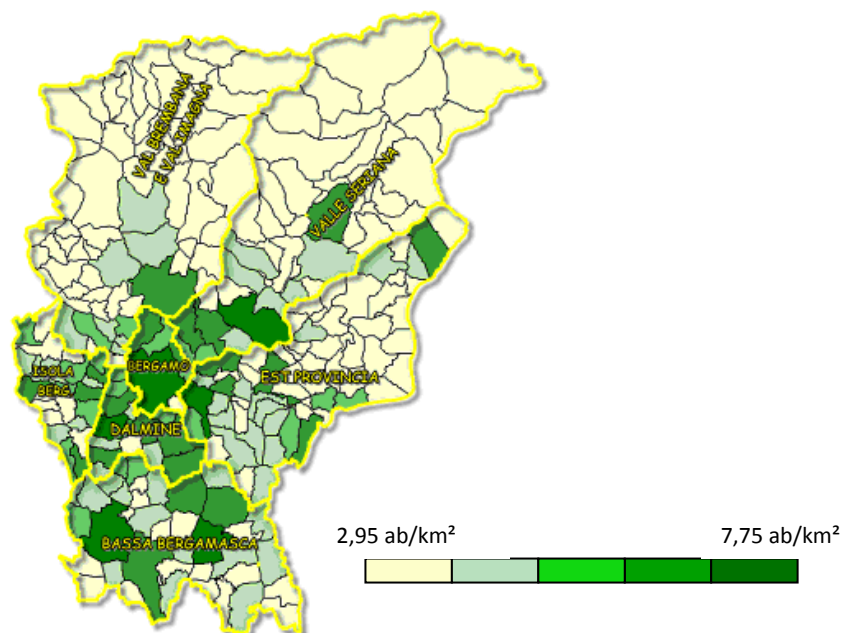 VAL BREMBANA
E VAL IMAGNA
VALLE SERIANA
ISOLA
BERG.
BERGAMO
EST.PROVINCIA
DALMINE
BASSA BERGAMASCA
2,95 ab/km²
7,75 ab/km²